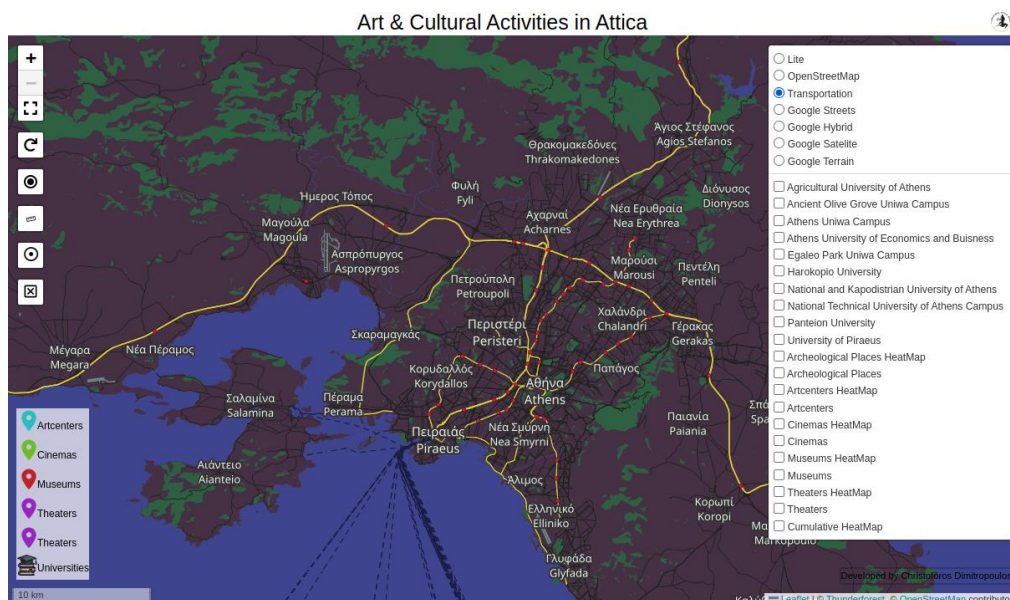 Art & Cultural Activities in Attica
+
−
Lite
OpenStreetMap
Transportation
Google Streets
Google Hybrid
Google Satelite
Google Terrain
Agricultural University of Athens
Ancient Olive Grove Uniwa Campus
Athens Uniwa Campus
Athens University of Economics and Buisness
Egaleo Park Uniwa Campus
Harokopio University
National and Kapodistrian University of Athens
National Technical University of Athens Campus
Panteion University
University of Piraeus
Archeological Places HeatMap
Archeological Places
Artcenters HeatMap
Artcenters
Cinemas HeatMap
Cinemas
Museums HeatMap
Museums
Theaters HeatMap
Theaters
Cumulative HeatMap
Άγιος Στέφανος
Agios Stefanos
Θρακομακεδόνες
Thrakomakedones
Φυλή
Fyli
Διόνυσος
Dionysos
Ήμερος Τόπος
Νέα Ερυθραία
Nea Erythrea
Αχαρναί
Acharnes
Μαγούλα
Magoula
Ασπρόπυργος
Aspropyrgos
Μαρούσι
Marousi
Πεντέλη
Penteli
Πετρούπολη
Petroupoli
Χαλάνδρι
Chalandri
Γέρακας
Gerakas
Περιστέρι
Peristeri
Σκαραμαγκάς
Μέγαρα
Megara
Νέα Πέραμος
Κορυδαλλός
Korydallos
Παπάγος
Αθήνα
Athens
Σαλαμίνα
Salamina
Πέραμα
Perama
Παιανία
Paiania
Σπά
Spa
Πειραιάς
Piraeus
Νέα Σμύρνη
Nea Smyrni
Αιάντειο
Aianteio
Άλιμος
Κορωπί
Koropi
Ελληνικό
Elliniko
Μα
Markopoulo
Γλυφάδα
Glyfada
Artcenters
Cinemas
Museums
Theaters
Theaters
Universities
10 km
Developed by Christoforos Dimitropoulos
Leaflet | © Thunderforest, © OpenStreetMap contributo